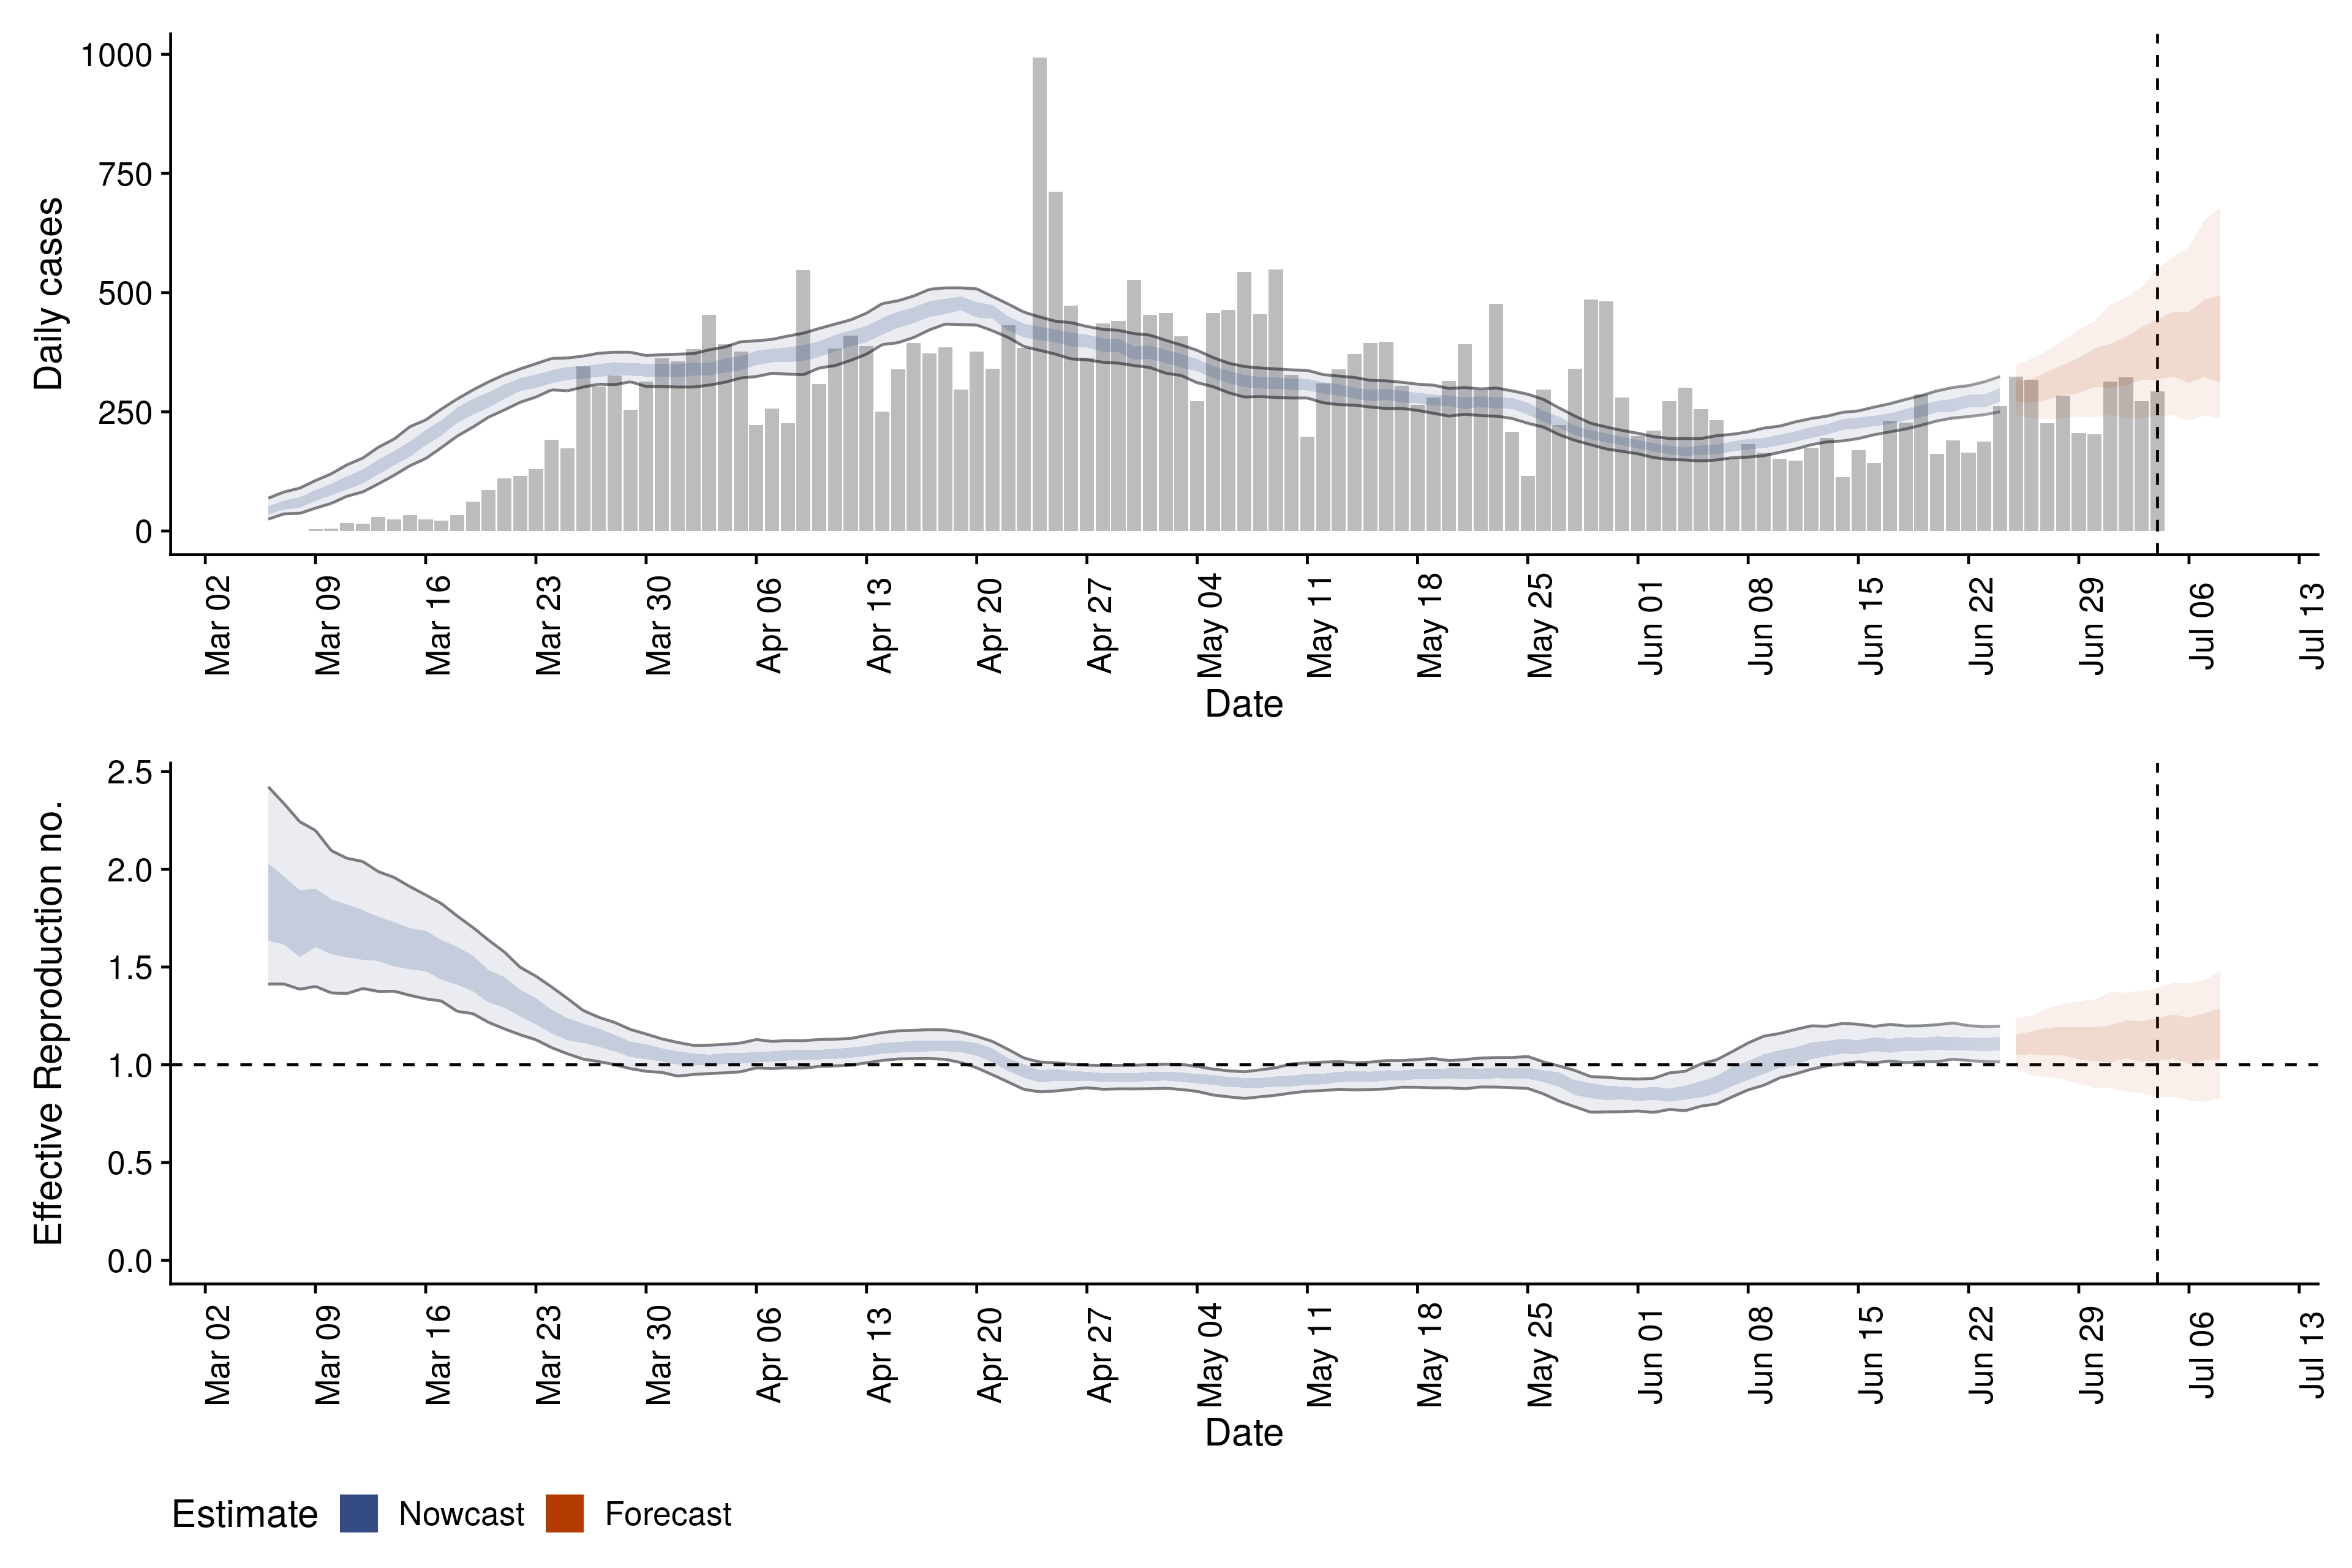 1000
750
500
250
0
Daily cases
Mar 02
Mar 09
Mar 16
Mar 23
Mar 30
Apr 06
Apr 13
Apr 20
Apr 27
May 04
May 11
May 18
May 25
Jun 01
Jun 08
Jun 15
Jun 22
Jun 29
Jul 06
Jul 13
Date
2.5
2.0
1.5
1.0
0.5
0.0
Effective Reproduction no.
Mar 02
Mar 09
Mar 16
Mar 23
Mar 30
Apr 06
Apr 13
Apr 20
Apr 27
May 04
May 11
May 18
May 25
Jun 01
Jun 08
Jun 15
Jun 22
Jun 29
Jul 06
Jul 13
Date
Estimate Nowcast Forecast